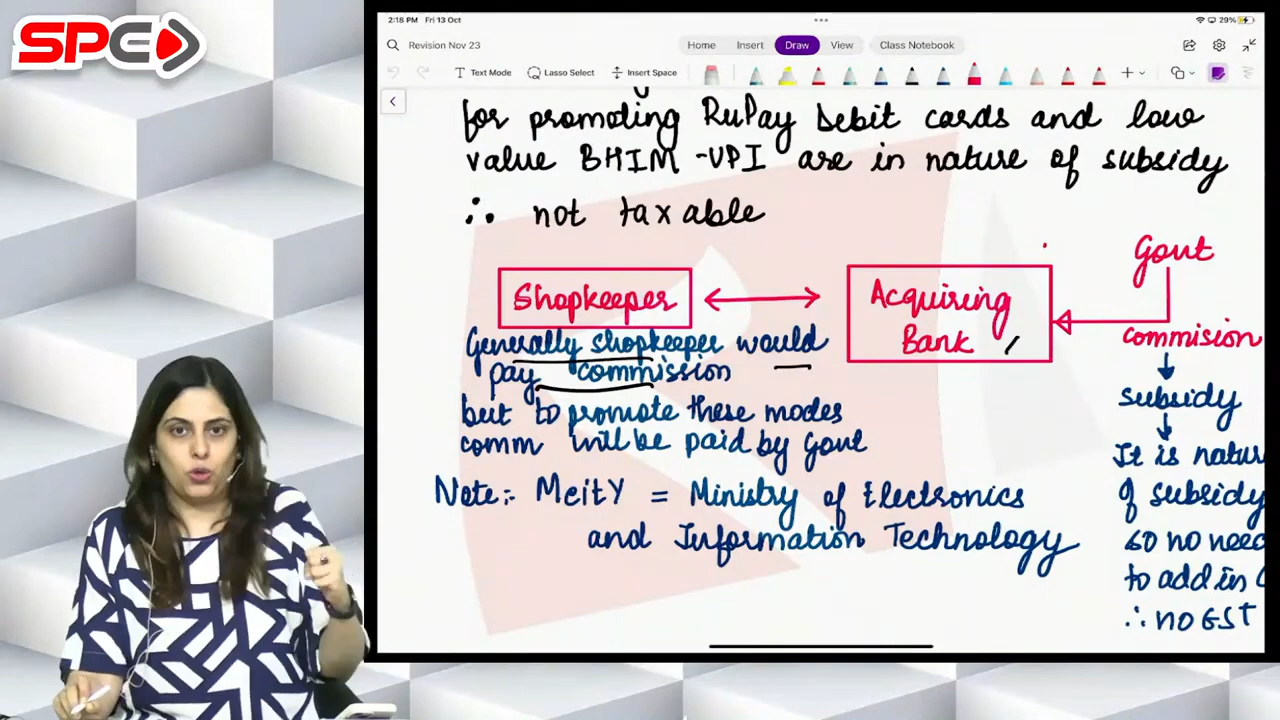 SPC
2:18 PM Fri 13 Oct
29%
Revision Nov 23
Home Insert Draw View Class Notebook
Text Mode Lasso Select Insert Space
for promoting RuPay Debit cards and low
value BHIM -UPI are in nature of subsidy
∴ not taxable
Shopkeeper
Acquiring
Bank
Govt
commision
subsidy
It is natur
of subsidy
so no need
to add in
∴ no GST
Generally shopkeeper would
pay commission
but to promote these modes
comm will be paid by Govt
Note:- MeitY = Ministry of Electronics
and Information Technology